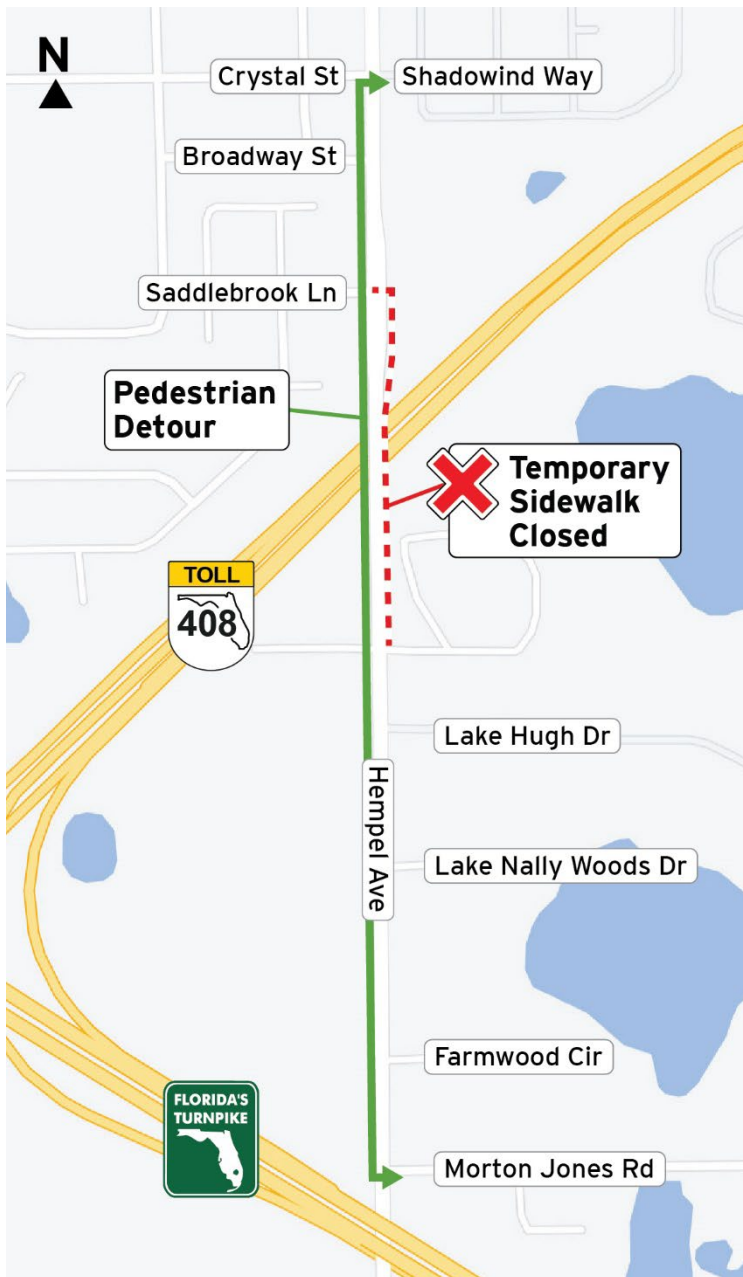 N
Crystal St
Shadowind Way
Broadway St
Saddlebrook Ln
Pedestrian
Detour
Temporary
Sidewalk
Closed
TOLL
408
Lake Hugh Dr
Hempel Ave
Lake Nally Woods Dr
Farmwood Cir
FLORIDA'S
TURNPIKE
Morton Jones Rd